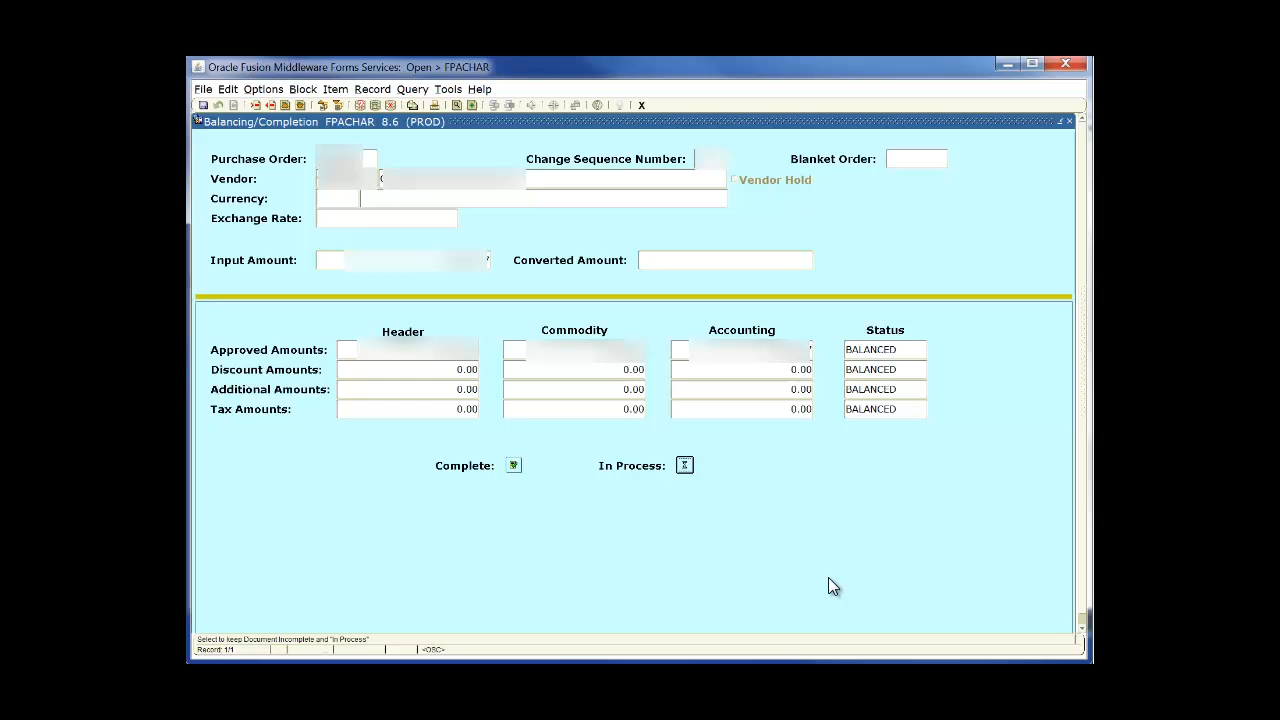 Oracle Fusion Middleware Forms Services: Open > FPACHAR
File Edit Options Block Item Record Query Tools Help
X
Balancing/Completion FPACHAR 8.6 (PROD)
Purchase Order: Change Sequence Number: Blanket Order:
Vendor: Vendor Hold
Currency:
Exchange Rate:
Input Amount: Converted Amount:
Header Commodity Accounting Status
Approved Amounts: BALANCED
Discount Amounts: 0.00 0.00 0.00 BALANCED
Additional Amounts: 0.00 0.00 0.00 BALANCED
Tax Amounts: 0.00 0.00 0.00 BALANCED
Complete: In Process:
Select to keep Document Incomplete and "In Process"
Record: 1/1 <OSC>